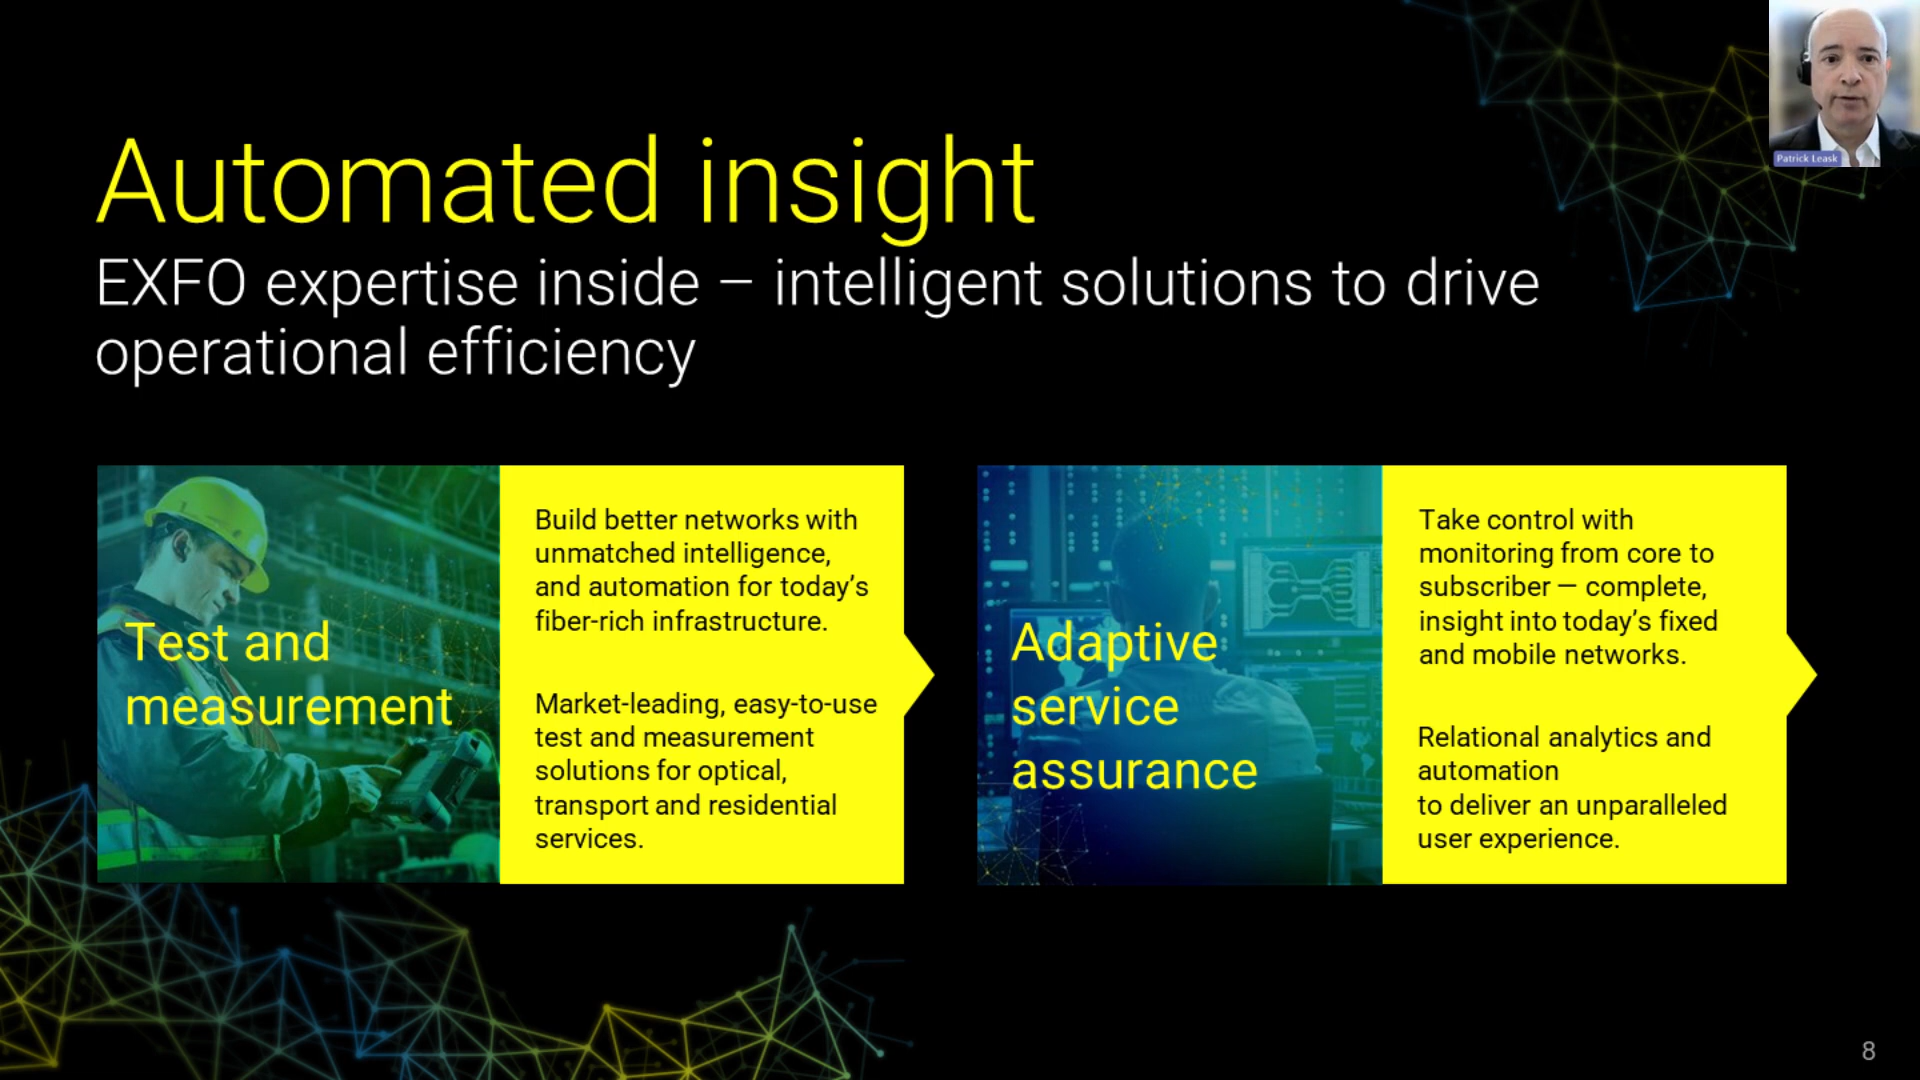 Patrick Leask
Automated insight
EXFO expertise inside – intelligent solutions to drive
operational efficiency
Test and
measurement
Build better networks with
unmatched intelligence,
and automation for today’s
fiber-rich infrastructure.
Market-leading, easy-to-use
test and measurement
solutions for optical,
transport and residential
services.
Adaptive
service
assurance
Take control with
monitoring from core to
subscriber — complete,
insight into today’s fixed
and mobile networks.
Relational analytics and
automation
to deliver an unparalleled
user experience.
8